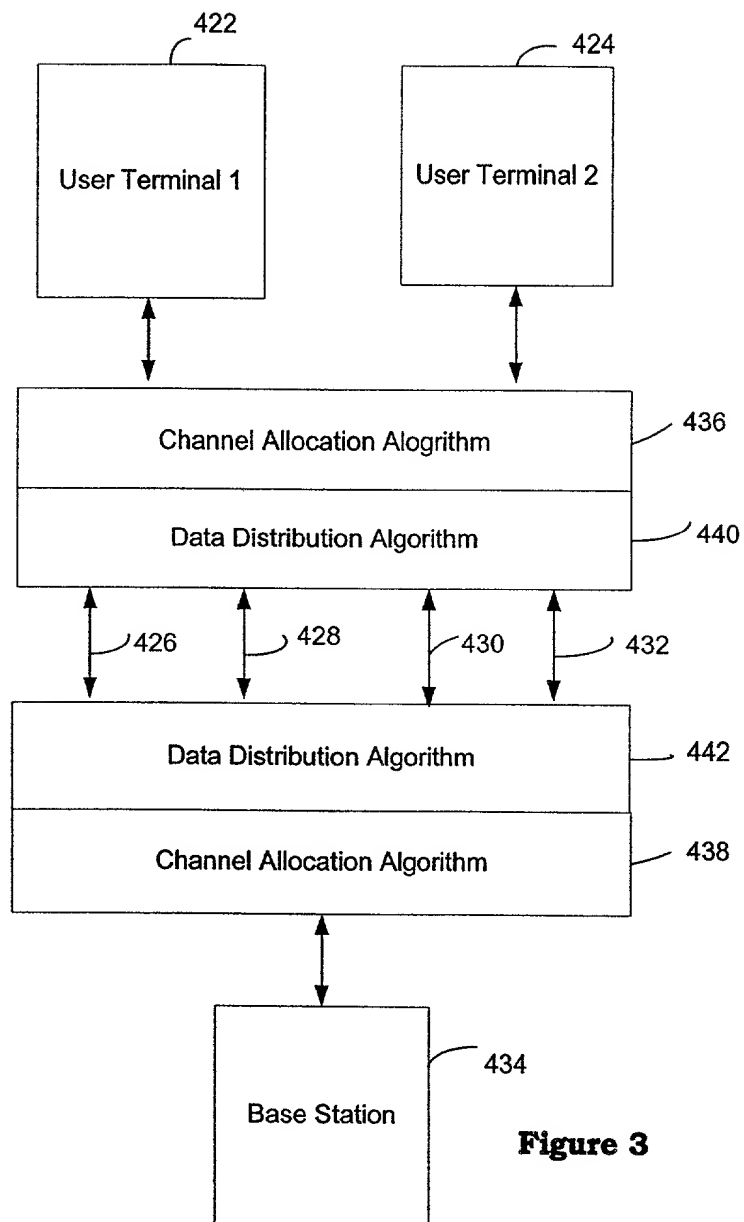 422
424
User Terminal 1
User Terminal 2
Channel Allocation Alogrithm
436
Data Distribution Algorithm
440
426
428
430
432
Data Distribution Algorithm
442
Channel Allocation Algorithm
438
434
Base Station
Figure 3